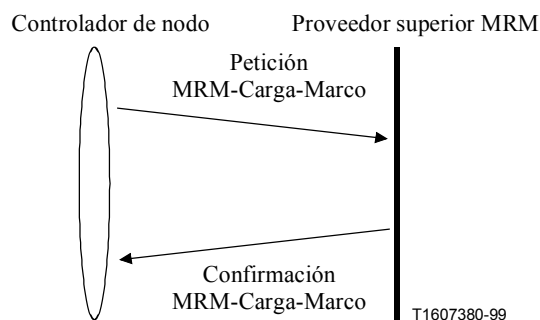 Controlador de nodo
Proveedor superior MRM
Petición
MRM-Carga-Marco
Confirmación
MRM-Carga-Marco
T1607380-99